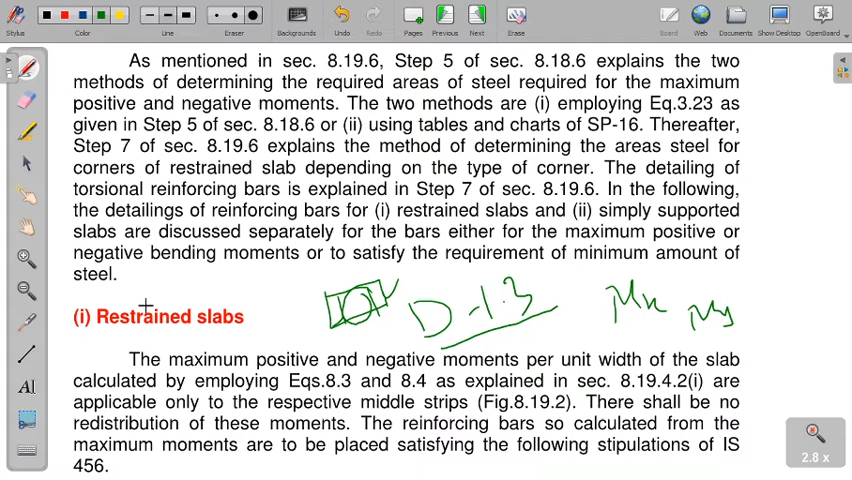 Stylus Color Line Eraser Backgrounds Undo Redo Pages Previous Next Erase Board Web Documents Show Desktop OpenBoard
As mentioned in sec. 8.19.6, Step 5 of sec. 8.18.6 explains the two
methods of determining the required areas of steel required for the maximum
positive and negative moments. The two methods are (i) employing Eq.3.23 as
given in Step 5 of sec. 8.18.6 or (ii) using tables and charts of SP-16. Thereafter,
Step 7 of sec. 8.19.6 explains the method of determining the areas steel for
corners of restrained slab depending on the type of corner. The detailing of
torsional reinforcing bars is explained in Step 7 of sec. 8.19.6. In the following,
the detailings of reinforcing bars for (i) restrained slabs and (ii) simply supported
slabs are discussed separately for the bars either for the maximum positive or
negative bending moments or to satisfy the requirement of minimum amount of
steel.
D-1.3 Mx My
(i) Restrained slabs
The maximum positive and negative moments per unit width of the slab
calculated by employing Eqs.8.3 and 8.4 as explained in sec. 8.19.4.2(i) are
applicable only to the respective middle strips (Fig.8.19.2). There shall be no
redistribution of these moments. The reinforcing bars so calculated from the
maximum moments are to be placed satisfying the following stipulations of IS
456.
2.8 x